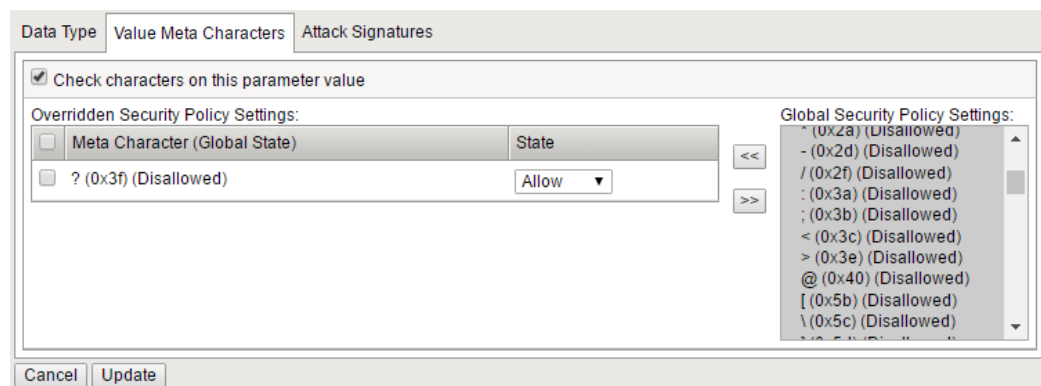 Data Type
Value Meta Characters
Attack Signatures
Check characters on this parameter value
Overridden Security Policy Settings:
Meta Character (Global State)
State
? (0x3f) (Disallowed)
Allow
<<
>>
Global Security Policy Settings:
* (0x2a) (Disallowed)
- (0x2d) (Disallowed)
/ (0x2f) (Disallowed)
: (0x3a) (Disallowed)
; (0x3b) (Disallowed)
< (0x3c) (Disallowed)
> (0x3e) (Disallowed)
@ (0x40) (Disallowed)
[ (0x5b) (Disallowed)
\ (0x5c) (Disallowed)
Cancel
Update